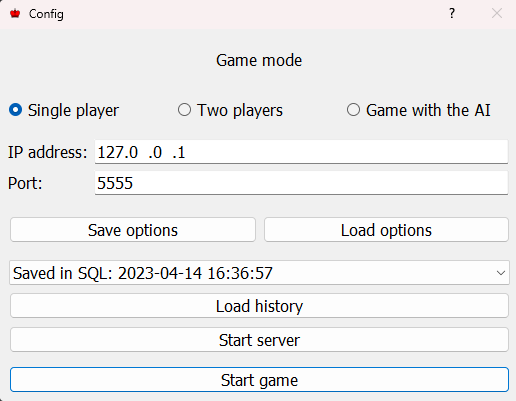 Config ?
Game mode
Single player Two players Game with the AI
IP address: 127.0 .0 .1
Port: 5555
Save options Load options
Saved in SQL: 2023-04-14 16:36:57
Load history
Start server
Start game